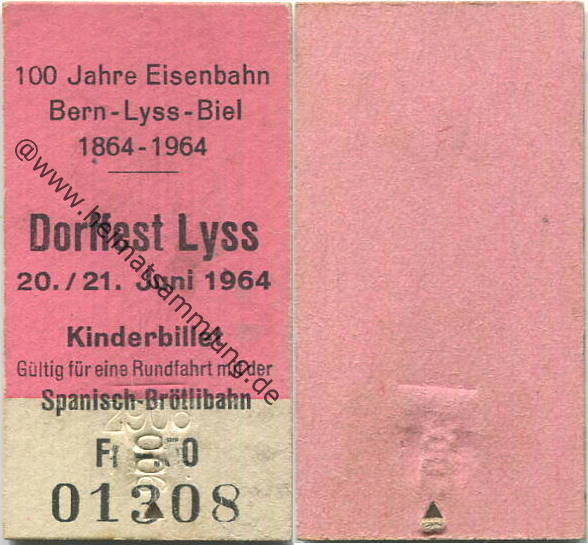 100 Jahre Eisenbahn
Bern-Lyss-Biel
1864-1964
Dorffest Lyss
20./21. Juni 1964
Kinderbillet
Gültig für eine Rundfahrt mit der
Spanisch-Brötlibahn
01308
@www.heimatsammlung.de